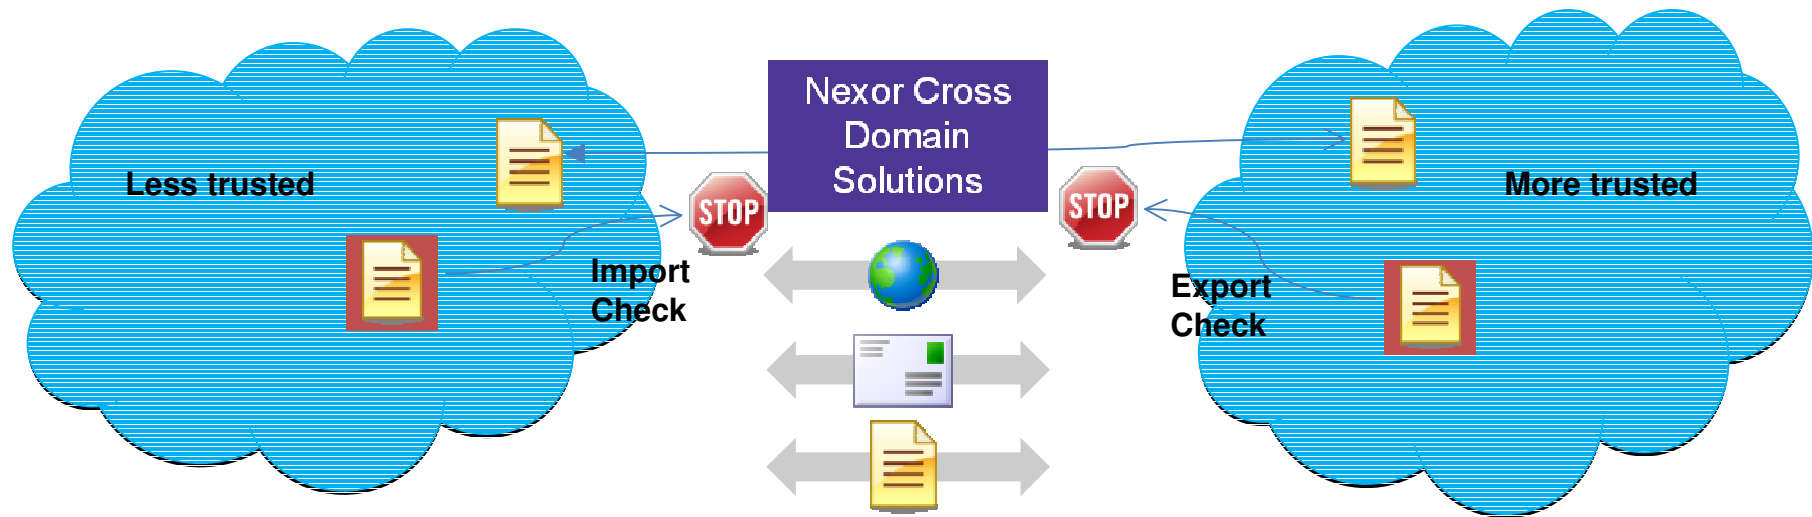 Nexor Cross
Domain
Solutions
Less trusted
STOP
Import
Check
STOP
More trusted
Export
Check